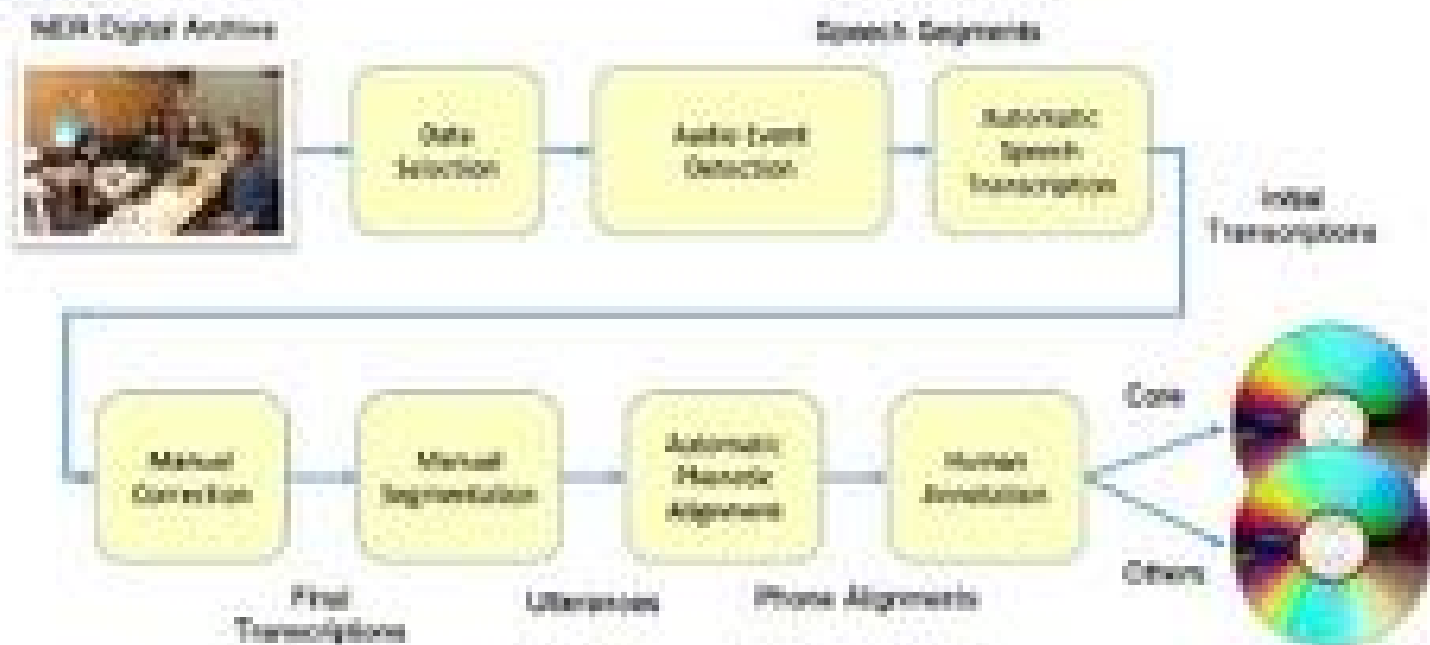 Digital Archive
Speech Segments
Data
Selection
Audio Event
Detection
Automatic
Speech
Transcription
Initial
Transcriptions
Manual
Correction
Manual
Segmentation
Automatic
Phonetic
Alignment
Human
Annotation
Core
Others
Final
Transcriptions
Utterances
Phone Alignments